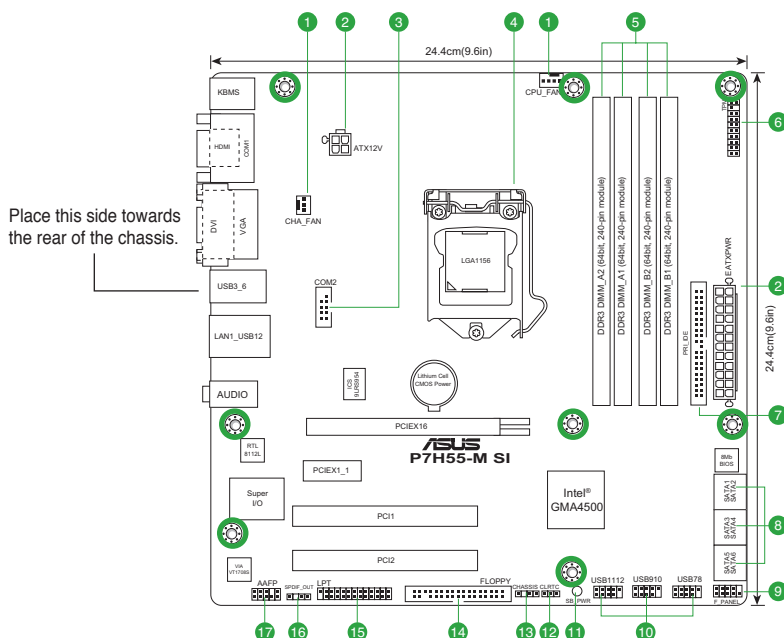 1
2
3
4
1
5
24.4cm(9.6in)
CPU_FAN
KBMS
HDMI
COM1
ATX12V
6
CHA_FAN
DVI
VGA
Place this side towards
the rear of the chassis.
LGA1156
DDR3 DIMM_A2 (64bit, 240-pin module)
DDR3 DIMM_A1 (64bit, 240-pin module)
DDR3 DIMM_B2 (64bit, 240-pin module)
DDR3 DIMM_B1 (64bit, 240-pin module)
EATXPWR
2
24.4cm(9.6in)
USB3_6
COM2
LAN1_USB12
PRI_IDE
ICS
9LRS954
Lithium Cell
CMOS Power
AUDIO
7
PCIEX16
ASUS
P7H55-M SI
RTL
8112L
8Mb
BIOS
PCIEX1_1
Super
I/O
Intel®
GMA4500
SATA1
SATA2
SATA3
SATA4
SATA5
SATA6
8
PCI1
PCI2
VIA
VT1708S
AAFP
SPDIF_OUT
LPT
FLOPPY
CHASSIS
CLRTC
SB_PWR
USB1112
USB910
USB78
F_PANEL
9
17
16
15
14
13
12
11
10